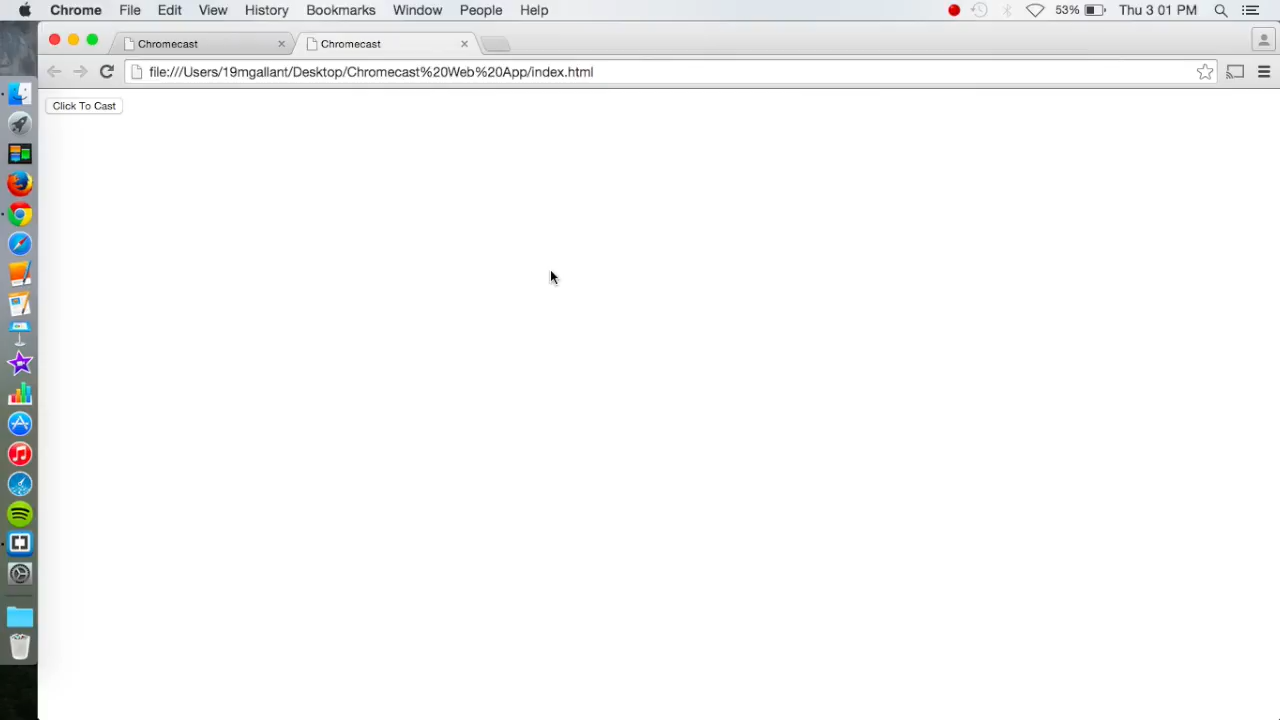 Chrome File Edit View History Bookmarks Window People Help 53% Thu 3 01 PM
Chromecast Chromecast
file:///Users/19mgallant/Desktop/Chromecast%20Web%20App/index.html
Click To Cast